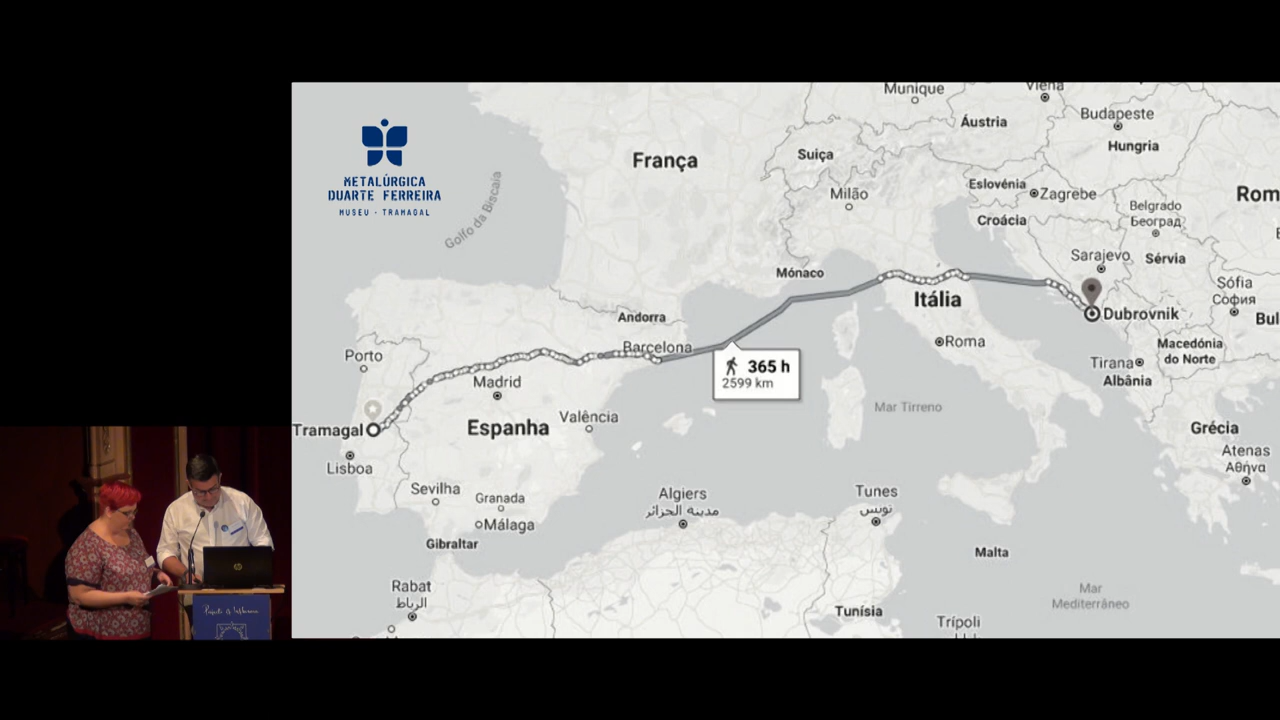 METALÚRGICA
DUARTE FERREIRA
MUSEU · TRAMAGAL
Munique
Viena
Budapeste
Áustria
Hungria
França
Suiça
Milão
Eslovénia
Zagrebe
Rom
Belgrado
Београд
Croácia
Golfo da Biscaia
Sarajevo
Sérvia
Mónaco
Sófia
София
Itália
Dubrovnik
Bul
Andorra
Barcelona
Roma
Macedónia
do Norte
Porto
Tirana
Albânia
365 h
2599 km
Madrid
Mar Tirreno
Valência
Espanha
Grécia
Tramagal
Atenas
Αθήνα
Lisboa
Sevilha
Granada
Málaga
Algiers
مدينة الجزائر
Tunes
تونس
Gibraltar
Malta
Rabat
الرباط
Mar
Mediterrâneo
Tunísia
Trípoli